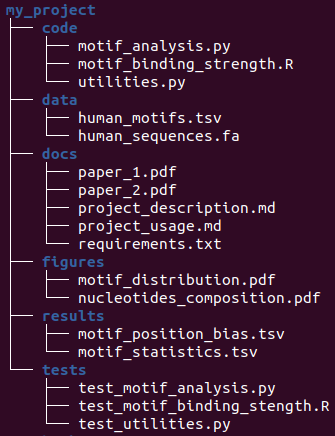 my_project
code
motif_analysis.py
motif_binding_strength.R
utilities.py
data
human_motifs.tsv
human_sequences.fa
docs
paper_1.pdf
paper_2.pdf
project_description.md
project_usage.md
requirements.txt
figures
motif_distribution.pdf
nucleotides_composition.pdf
results
motif_position_bias.tsv
motif_statistics.tsv
tests
test_motif_analysis.py
test_motif_binding_stength.R
test_utilities.py